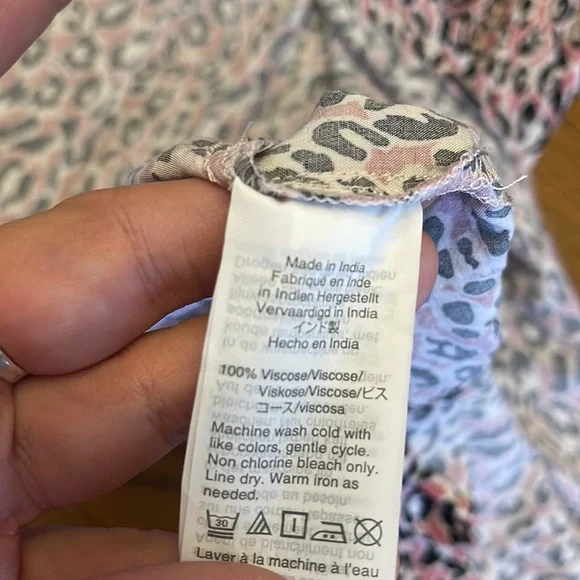 Made in India
Fabriqué en Inde
in Indien Hergestellt
Vervaardigd in India
インド製
Hecho en India
100% Viscose/Viscose/
Viskose/Viscose/ビス
コース/viscosa
Machine wash cold with
like colors, gentle cycle.
Non chlorine bleach only.
Line dry. Warm iron as
needed.
30
Laver à la machine à l'eau